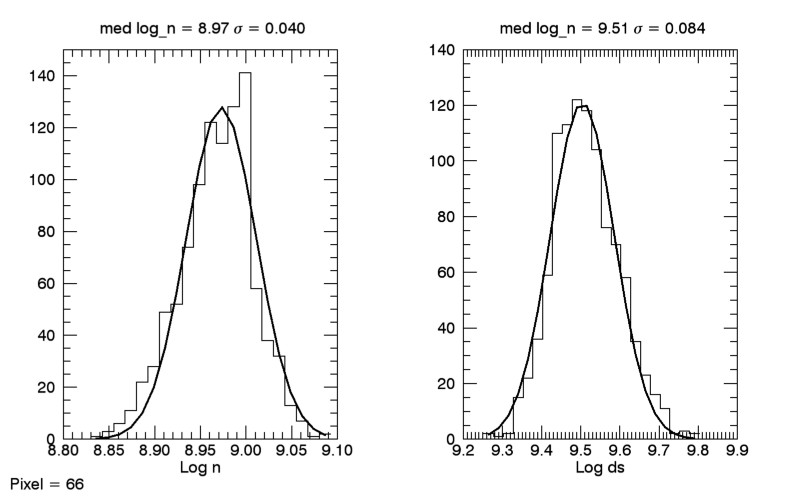 med log_n = 8.97 σ = 0.040
140
120
100
80
60
40
20
0
8.80 8.85 8.90 8.95 9.00 9.05 9.10
Log n
med log_n = 9.51 σ = 0.084
140
120
100
80
60
40
20
0
9.2 9.3 9.4 9.5 9.6 9.7 9.8 9.9
Log ds
Pixel = 66